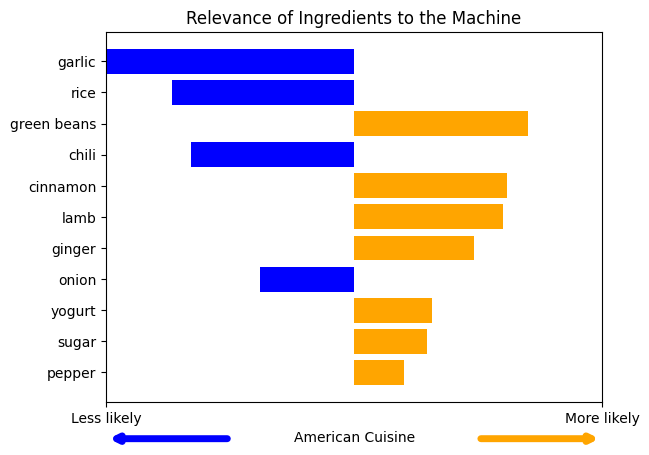 Relevance of Ingredients to the Machine
garlic
rice
green beans
chili
cinnamon
lamb
ginger
onion
yogurt
sugar
pepper
Less likely
More likely
American Cuisine